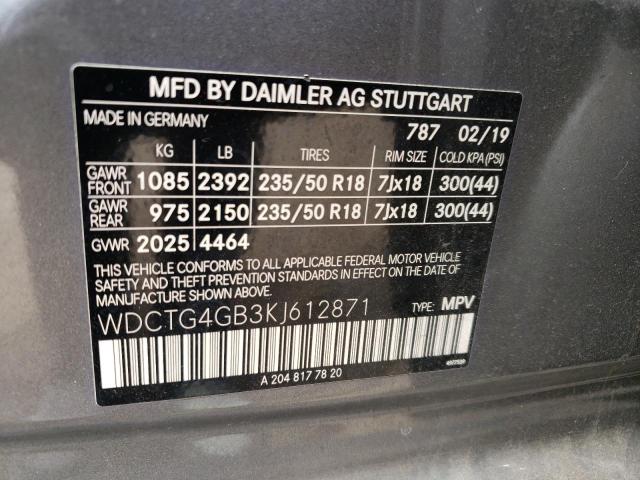 MFD BY DAIMLER AG STUTTGART
MADE IN GERMANY 787 02/19
KG LB TIRES RIM SIZE COLD KPA (PSI)
GAWR FRONT 1085 2392 235/50 R18 7Jx18 300(44)
GAWR REAR 975 2150 235/50 R18 7Jx18 300(44)
GVWR 2025 4464
THIS VEHICLE CONFORMS TO ALL APPLICABLE FEDERAL MOTOR VEHICLE
SAFETY AND THEFT PREVENTION STANDARDS IN EFFECT ON THE DATE OF
MANUFACTURE SHOWN ABOVE.
WDCTG4GB3KJ612871 TYPE: MPV
A 204 817 78 20